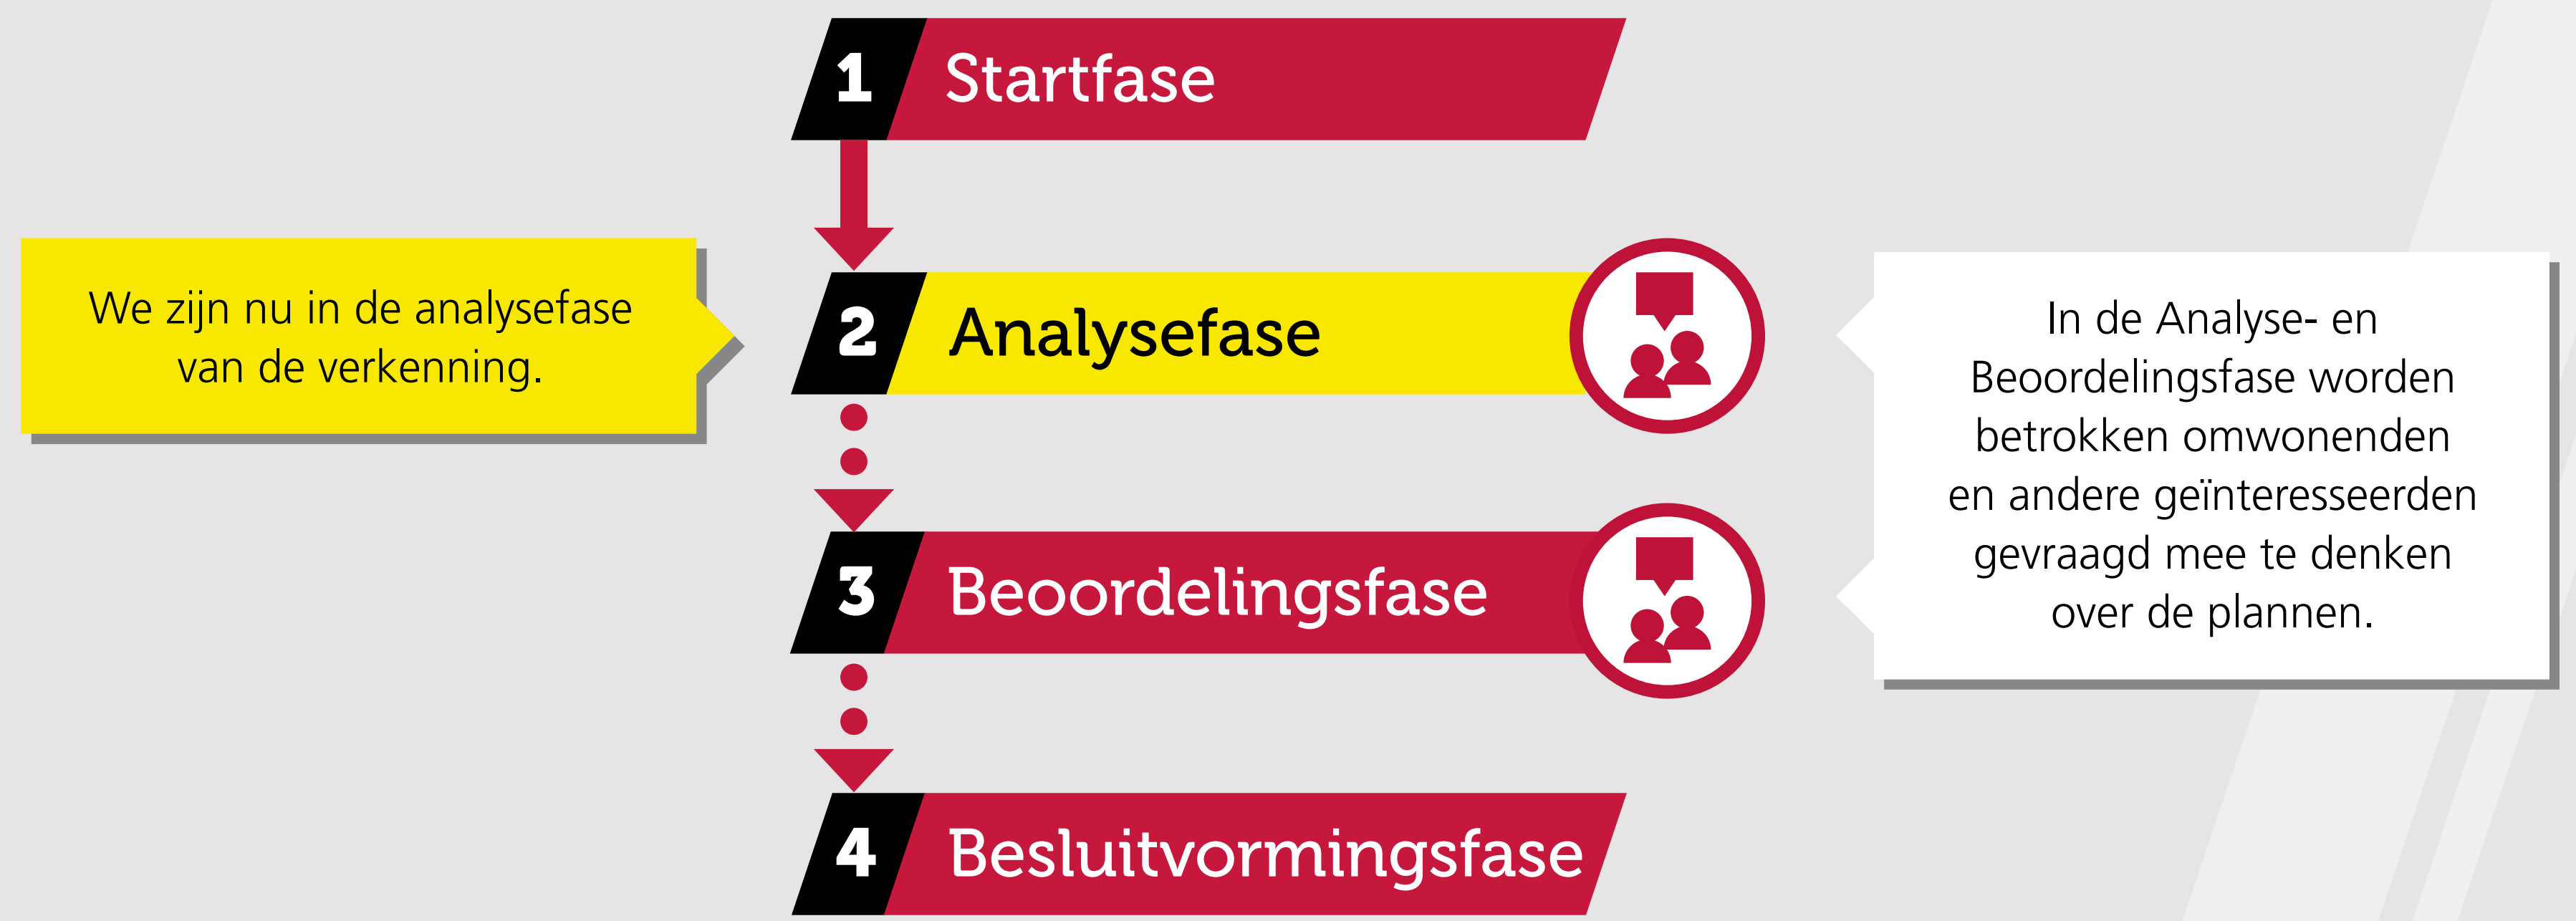 1 Startfase
We zijn nu in de analysefase
van de verkenning.
2 Analysefase
In de Analyse- en
Beoordelingsfase worden
betrokken omwonenden
en andere geïnteresseerden
gevraagd mee te denken
over de plannen.
3 Beoordelingsfase
4 Besluitvormingsfase